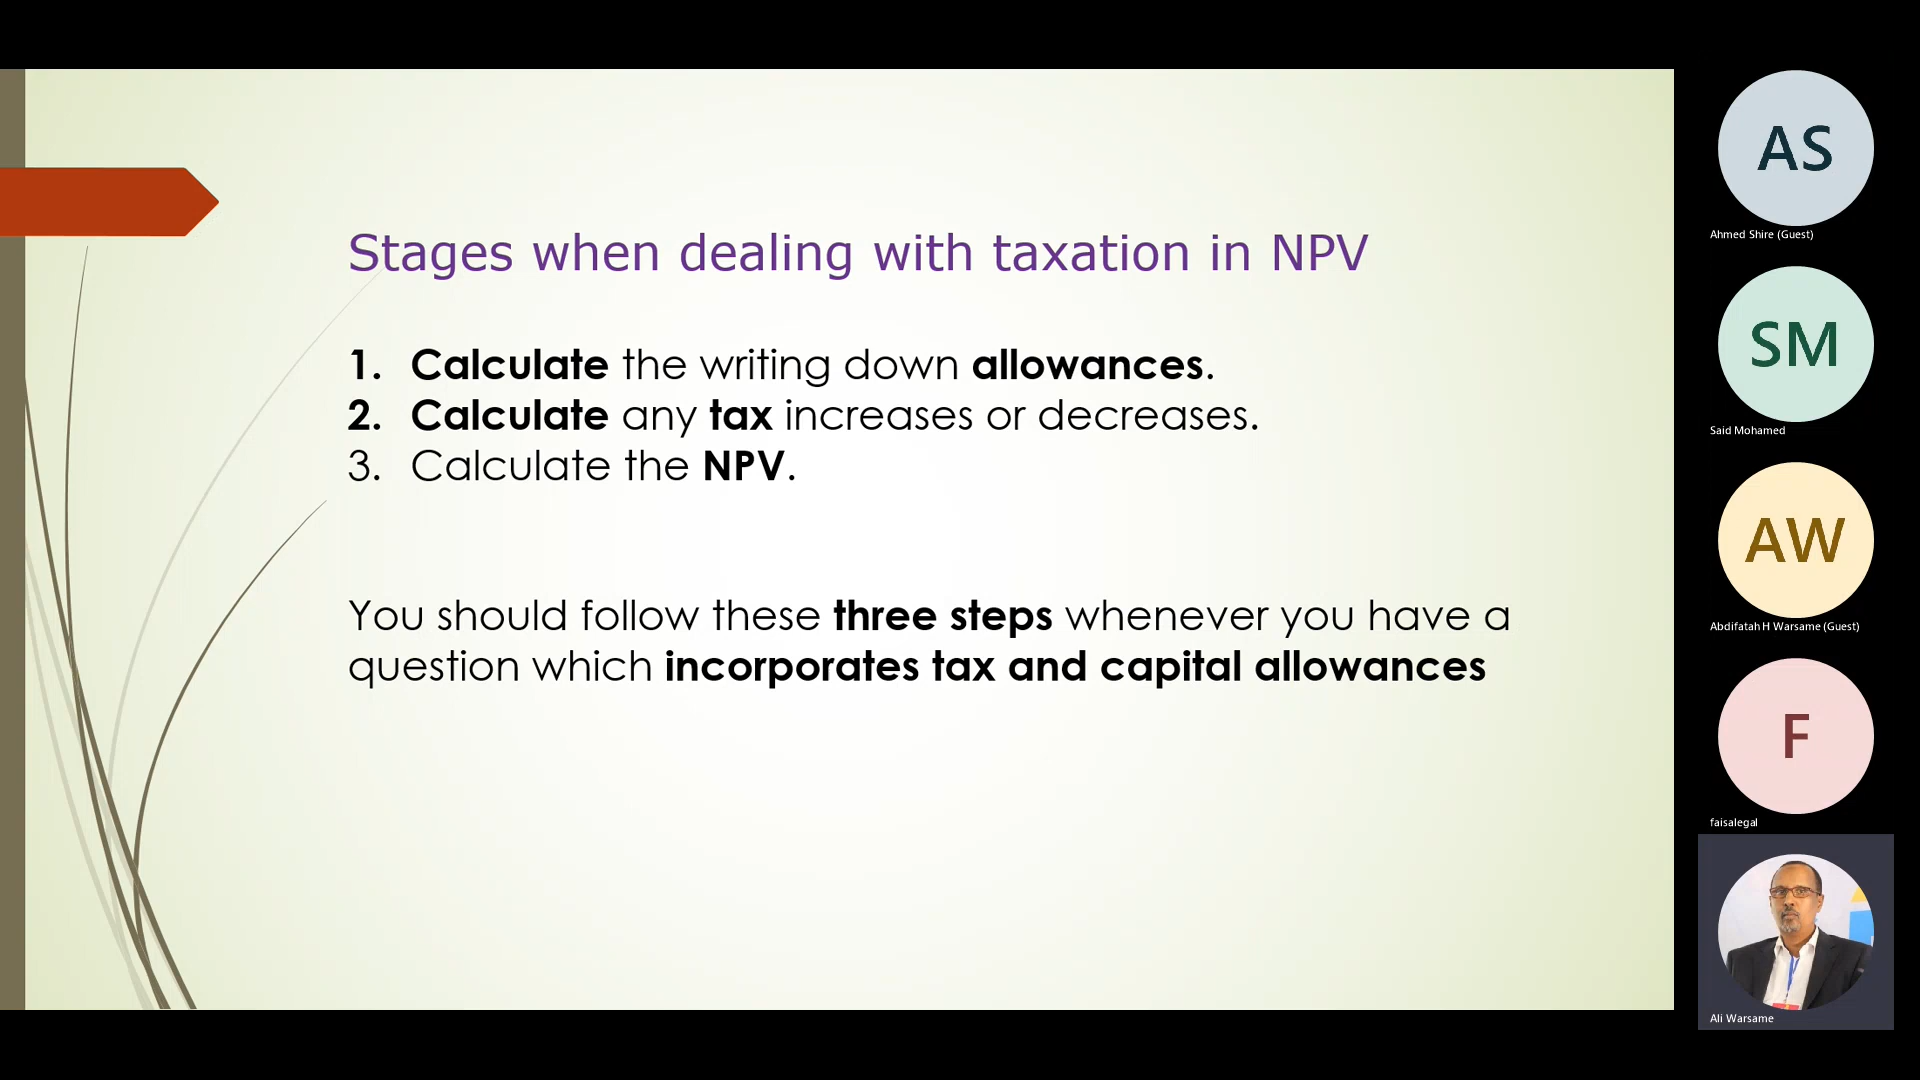 Stages when dealing with taxation in NPV
1. Calculate the writing down allowances.
2. Calculate any tax increases or decreases.
3. Calculate the NPV.
You should follow these three steps whenever you have a
question which incorporates tax and capital allowances
AS
Ahmed Shire (Guest)
SM
Said Mohamed
AW
Abdifatah H Warsame (Guest)
F
faisalegal
Ali Warsame